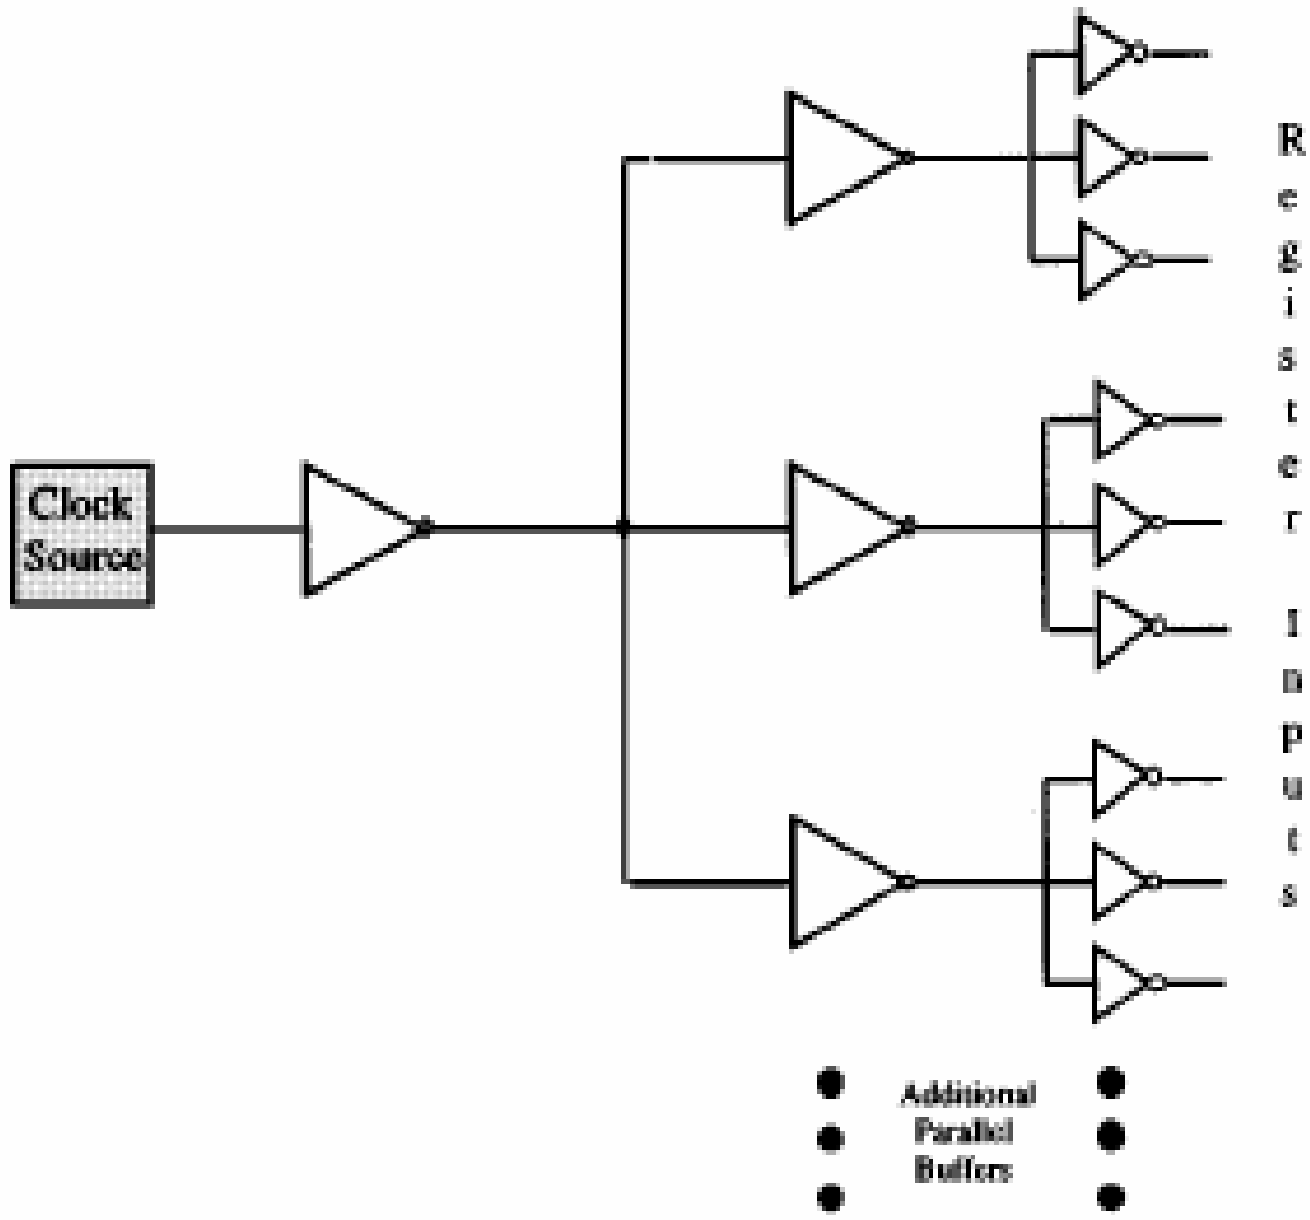 Clock
Source
Register Inputs
Additional
Parallel
Buffers